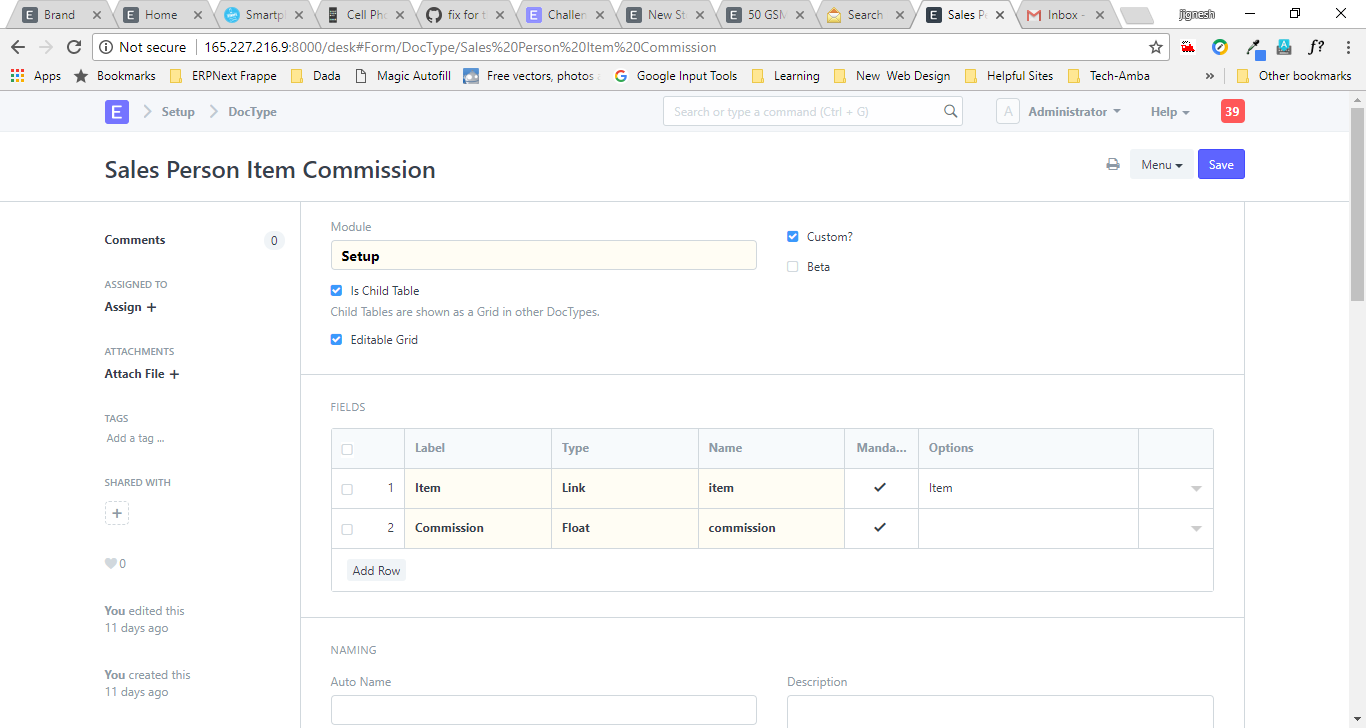 Brand
Home
Smartpl
Cell Pho
fix for t
Challen
New St
50 GSM
Search
Sales P
Inbox -
jignesh
Not secure
165.227.216.9:8000/desk#Form/DocType/Sales%20Person%20Item%20Commission
f?
Apps
Bookmarks
ERPNext Frappe
Dada
Magic Autofill
Free vectors, photos
Google Input Tools
Learning
New Web Design
Helpful Sites
Tech-Amba
»
Other bookmarks
E
Setup
DocType
Search or type a command (Ctrl + G)
A
Administrator
Help
39
Sales Person Item Commission
Menu
Save
Comments
0
ASSIGNED TO
Assign +
ATTACHMENTS
Attach File +
TAGS
Add a tag ...
SHARED WITH
+
0
You edited this
11 days ago
You created this
11 days ago
Module
Setup
Custom?
Beta
Is Child Table
Child Tables are shown as a Grid in other DocTypes.
Editable Grid
FIELDS
Label Type Name Manda... Options
1 Item Link item Item
2 Commission Float commission
Add Row
NAMING
Auto Name
Description